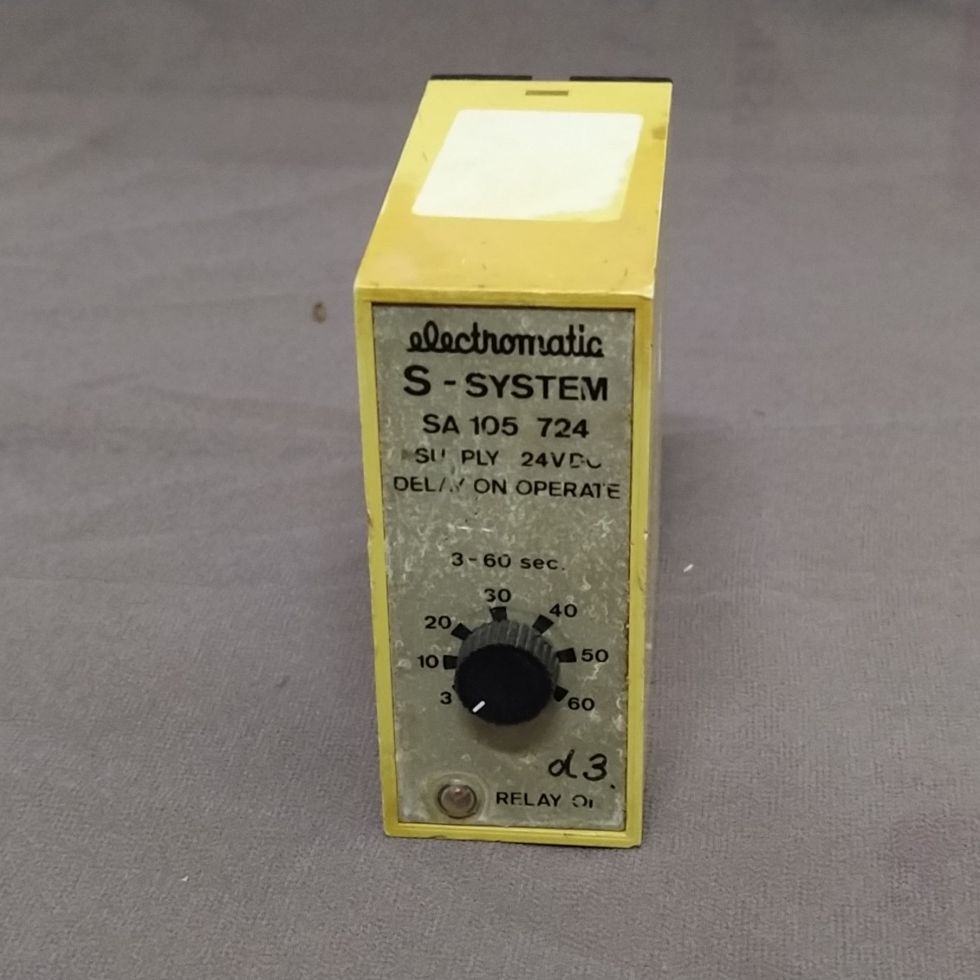 electromatic
S - SYSTEM
SA 105 724
SUPPLY 24VDC
DELAY ON OPERATE
3-60 sec.
30
20 40
10 50
3 60
d3
RELAY